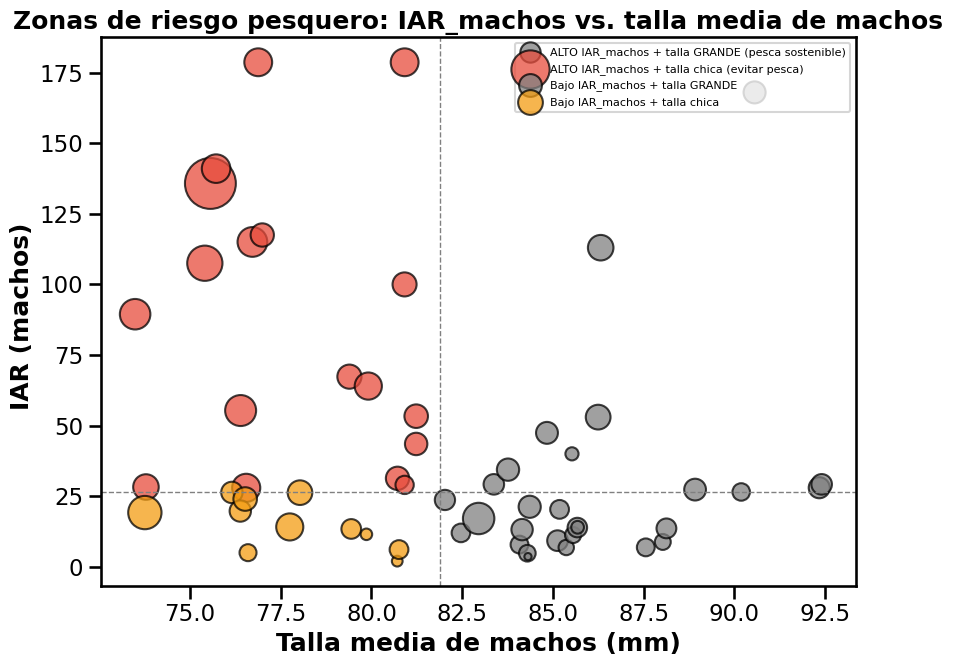 Zonas de riesgo pesquero: IAR_machos vs. talla media de machos
ALTO IAR_machos + talla GRANDE (pesca sostenible)
ALTO IAR_machos + talla chica (evitar pesca)
Bajo IAR_machos + talla GRANDE
Bajo IAR_machos + talla chica
IAR (machos)
175
150
125
100
75
50
25
0
75.0 77.5 80.0 82.5 85.0 87.5 90.0 92.5
Talla media de machos (mm)